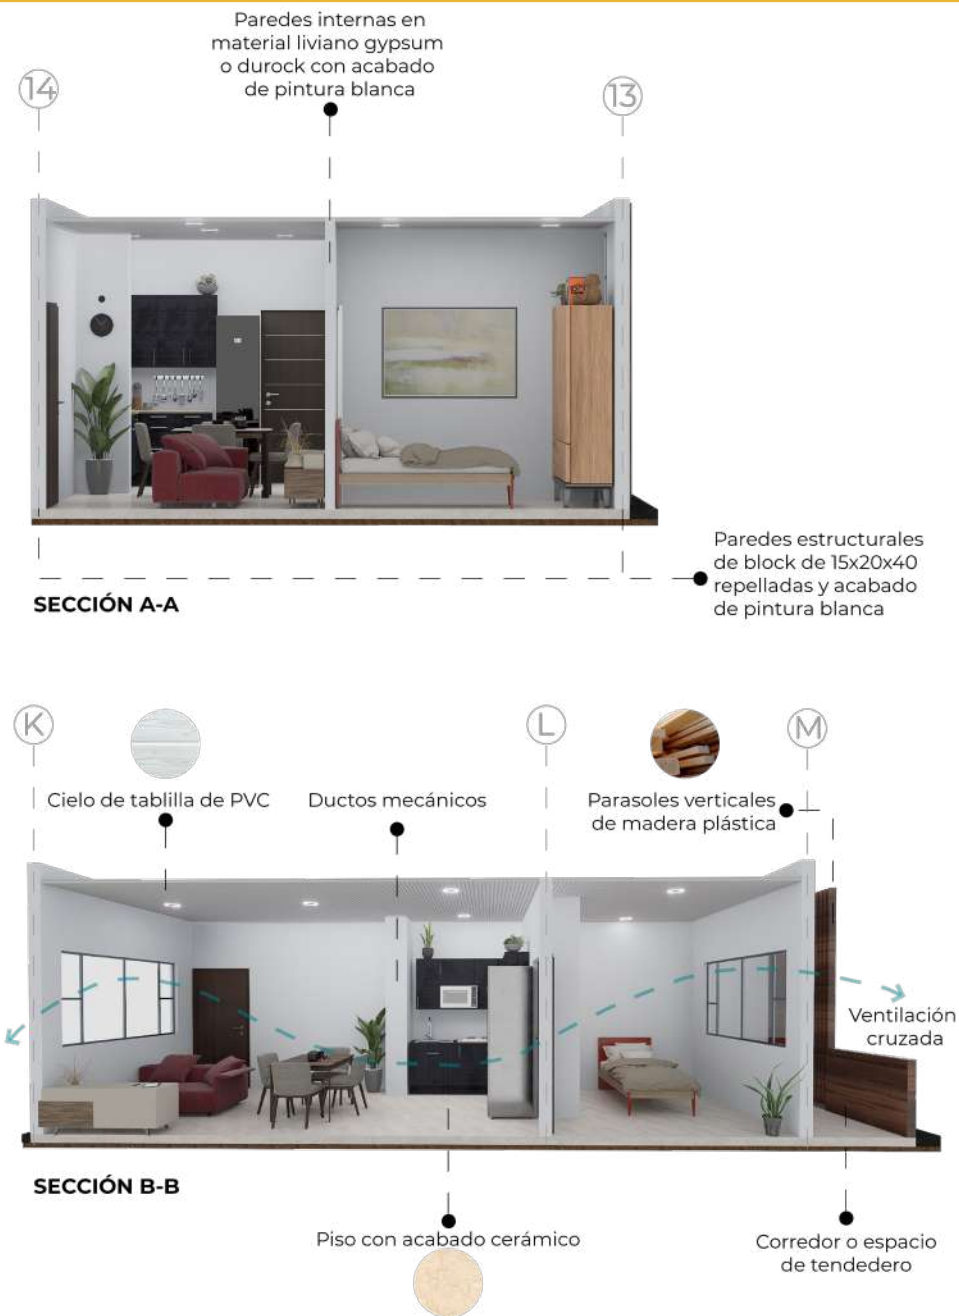 Paredes internas en
material liviano gypsum
o durock con acabado
de pintura blanca
14
13
Paredes estructurales
de block de 15x20x40
repelladas y acabado
de pintura blanca
SECCIÓN A-A
K
L
M
Cielo de tablilla de PVC
Ductos mecánicos
Parasoles verticales
de madera plástica
Ventilación
cruzada
SECCIÓN B-B
Piso con acabado cerámico
Corredor o espacio
de tendedero